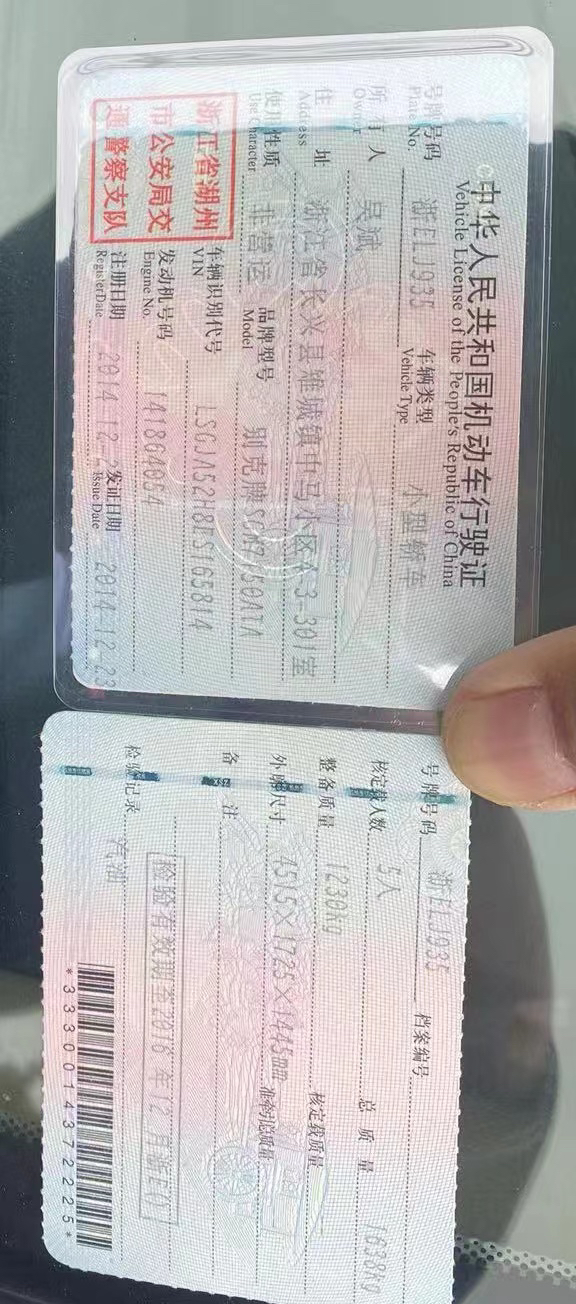 中华人民共和国机动车行驶证
Vehicle License of the People's Republic of China
号牌号码 浙ELJ935 车辆类型 小型轿车
Plate No. Vehicle Type
所有人 吴斌
Owner
住址 浙江省长兴县雉城镇中马小区A-3-301室
Address
使用性质 非营运 品牌型号 别克牌SGM7150ATA
Use Character Model
浙江省湖州
市公安局交
通警察支队
车辆识别代号
VIN
发动机号码 141864054
Engine No.
注册日期 发证日期 2014-12-23
Register Date Issue Date
号牌号码 浙ELJ935 档案编号
核定载人数 5人 总质量 1638kg
整备质量 1230kg 核定载质量
外廓尺寸 4515×1725×1445mm 准牵引总质量
备注
检验有效期至2016年12月浙E(1)
检验记录 汽油
*3330014372225*